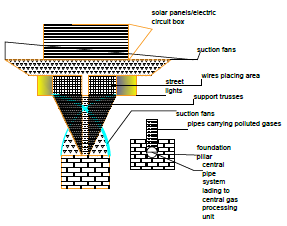 solar panels/electric
circuit box
suction fans
wires placing area
street
lights
support trusses
suction fans
pipes carrying polluted gases
foundation
pillar
central
pipe
system
lading to
central gas
processing
unit